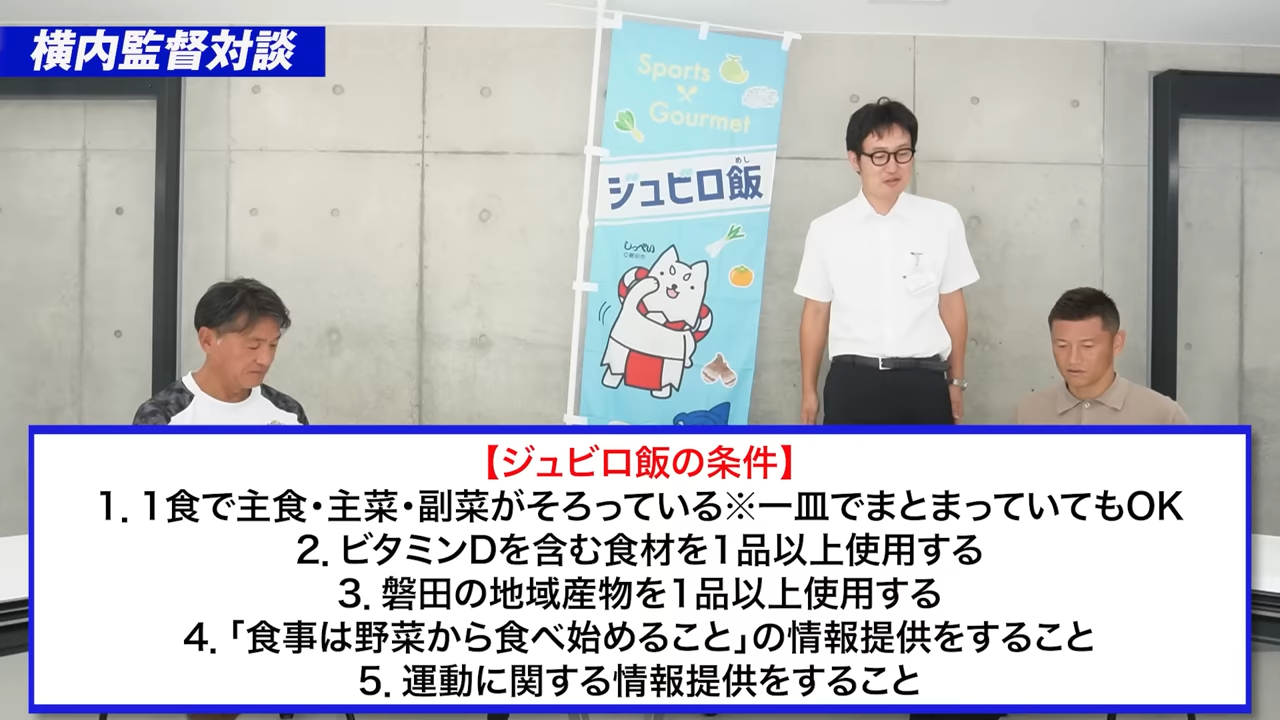 横内監督対談
Sports
Gourmet
めし
ジュビロ飯
しっぺい
©磐田市
【ジュビロ飯の条件】
1. 1食で主食・主菜・副菜がそろっている※一皿でまとまっていてもOK
2. ビタミンDを含む食材を1品以上使用する
3. 磐田の地域産物を1品以上使用する
4. 「食事は野菜から食べ始めること」の情報提供をすること
5. 運動に関する情報提供をすること